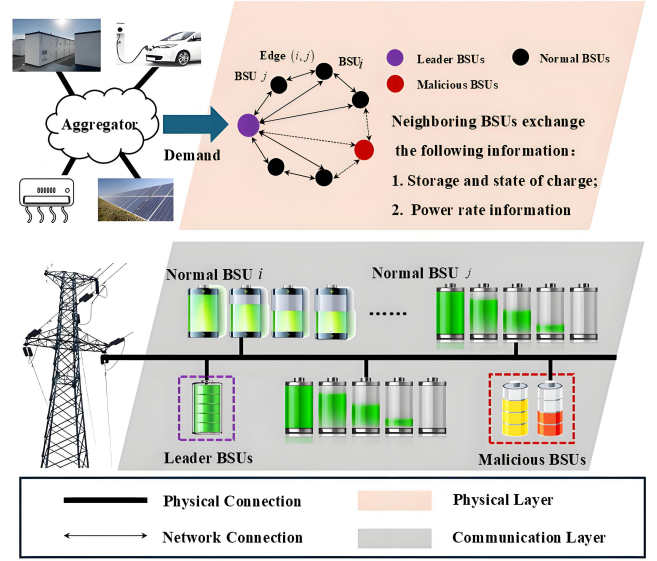 Edge (i, j)
BSU j
BSUi
Leader BSUs
Normal BSUs
Malicious BSUs
Aggregator
Demand
Neighboring BSUs exchange
the following information:
1. Storage and state of charge;
2. Power rate information
Normal BSU i
Normal BSU j
......
Leader BSUs
Malicious BSUs
Physical Connection
Physical Layer
Network Connection
Communication Layer